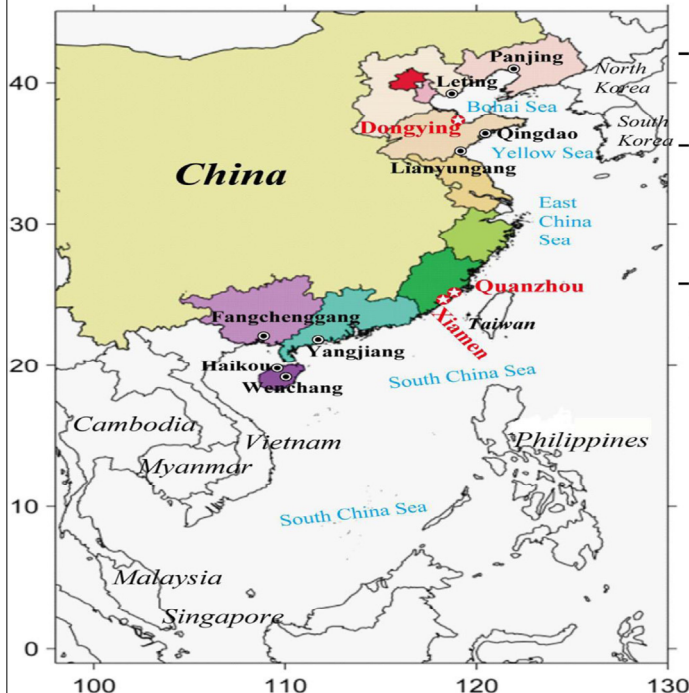 Panjing
40
Leting
North
Korea
Bohai Sea
Dongying
Qingdao
South
Korea
Yellow Sea
Lianyungang
China
East
China
Sea
30
Quanzhou
Fangchenggang
Xiamen
Taiwan
Yangjiang
Haikou
20
Wenchang
South China Sea
Cambodia
Vietnam
Philippines
Myanmar
10
South China Sea
Malaysia
Singapore
0
100
110
120
130